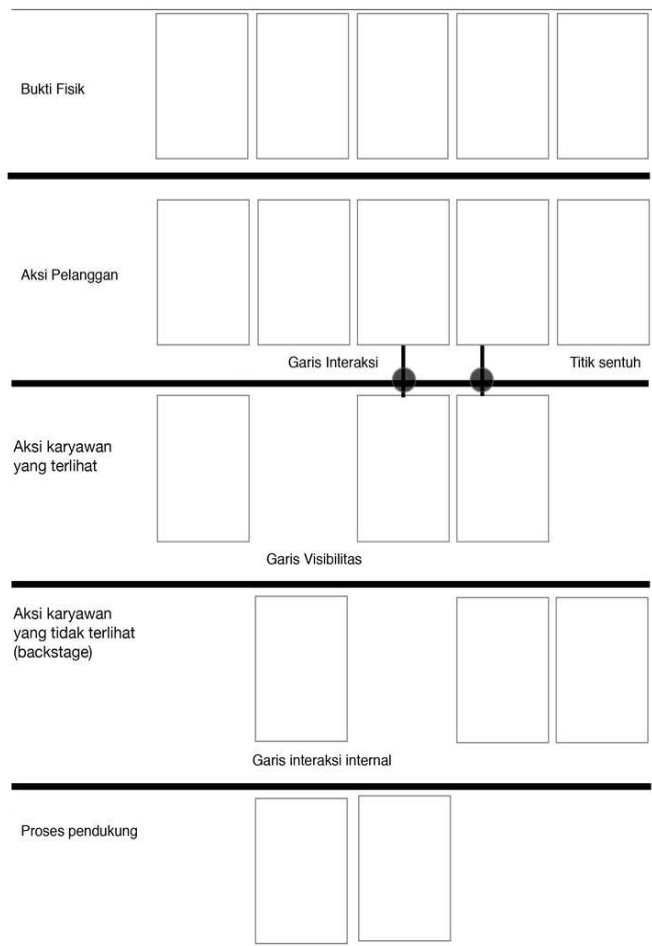 Bukti Fisik
Aksi Pelanggan
Garis Interaksi
Titik sentuh
Aksi karyawan
yang terlihat
Garis Visibilitas
Aksi karyawan
yang tidak terlihat
(backstage)
Garis interaksi internal
Proses pendukung